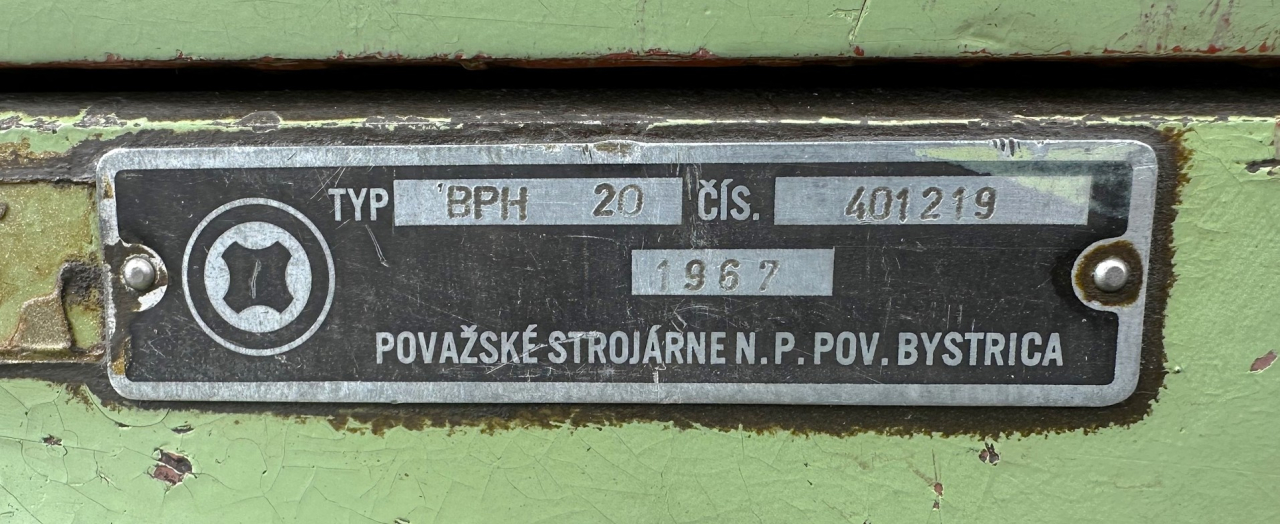 TYP BPH 20 ČÍS. 401219
1967
POVAŽSKÉ STROJÁRNE N. P. POV. BYSTRICA